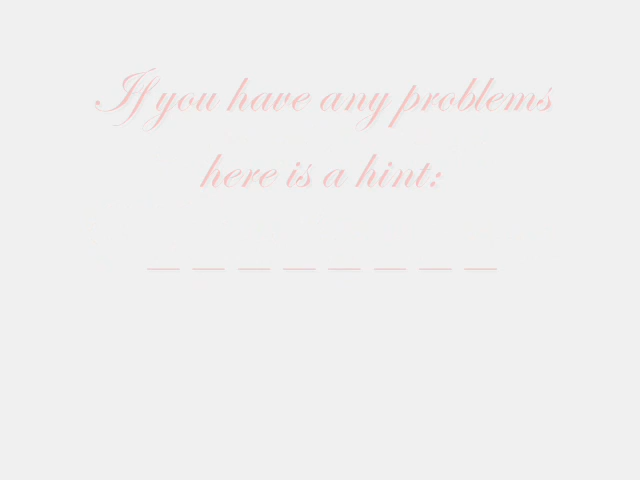 If you have any problems
here is a hint:
_ _ _ _ _ _ _ _